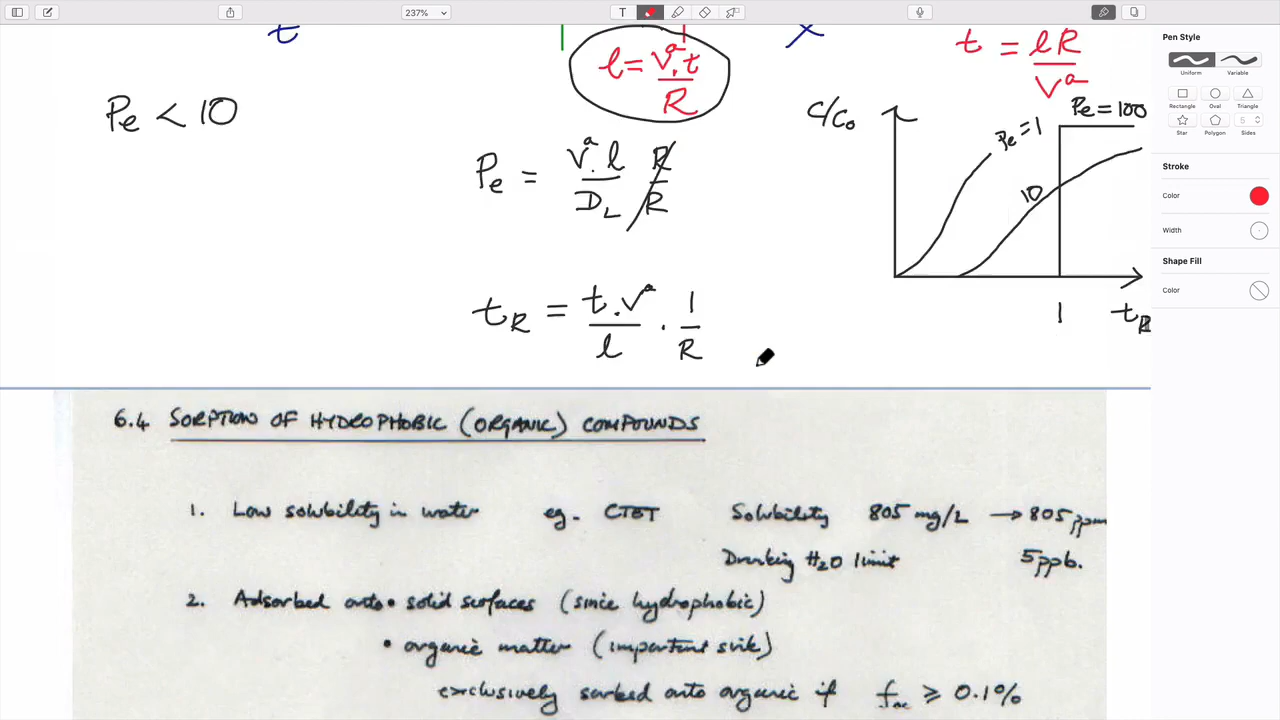 237%
T
t
l = vᵃ.t / R
x
t = lR / vᵃ
Pe < 10
Pe = vᵃ.l / D_L R / R
C/C₀
Pe = 1
Pe = 100
10
1
t_R
t_R = t.vᵃ / l . 1 / R
Pen Style
Uniform Variable
Rectangle Oval Triangle
Star Polygon Sides
5
Stroke
Color
Width
Shape Fill
Color
6.4 SORPTION OF HYDROPHOBIC (ORGANIC) COMPOUNDS
1. Low solubility in water eg. CTET Solubility 805 mg/L → 805 ppm
Drinking H₂O limit 5 ppb.
2. Adsorbed onto • solid surfaces (since hydrophobic)
• organic matter (important sink)
exclusively sorbed onto organic if f_oc ≥ 0.1%